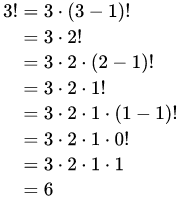 3! = 3 · (3 − 1)!
= 3 · 2!
= 3 · 2 · (2 − 1)!
= 3 · 2 · 1!
= 3 · 2 · 1 · (1 − 1)!
= 3 · 2 · 1 · 0!
= 3 · 2 · 1 · 1
= 6